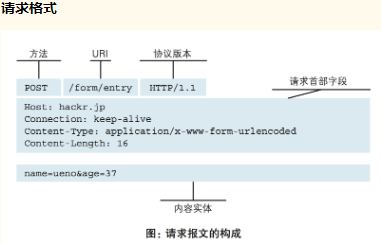 请求格式
方法 URI 协议版本
请求首部字段
POST /form/entry HTTP/1.1
Host: hackr.jp
Connection: keep-alive
Content-Type: application/x-www-form-urlencoded
Content-Length: 16
name=ueno&age=37
内容实体
图：请求报文的构成